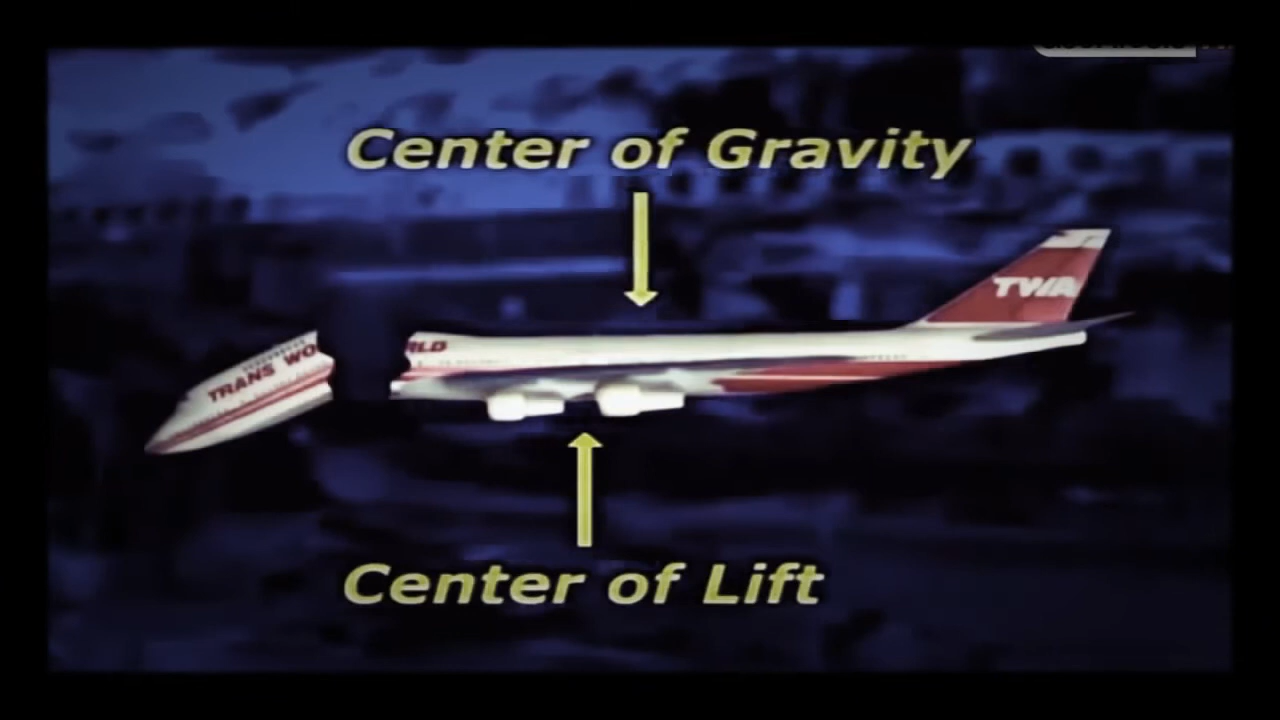 Center of Gravity
TWA
TRANS WO
RLD
Center of Lift